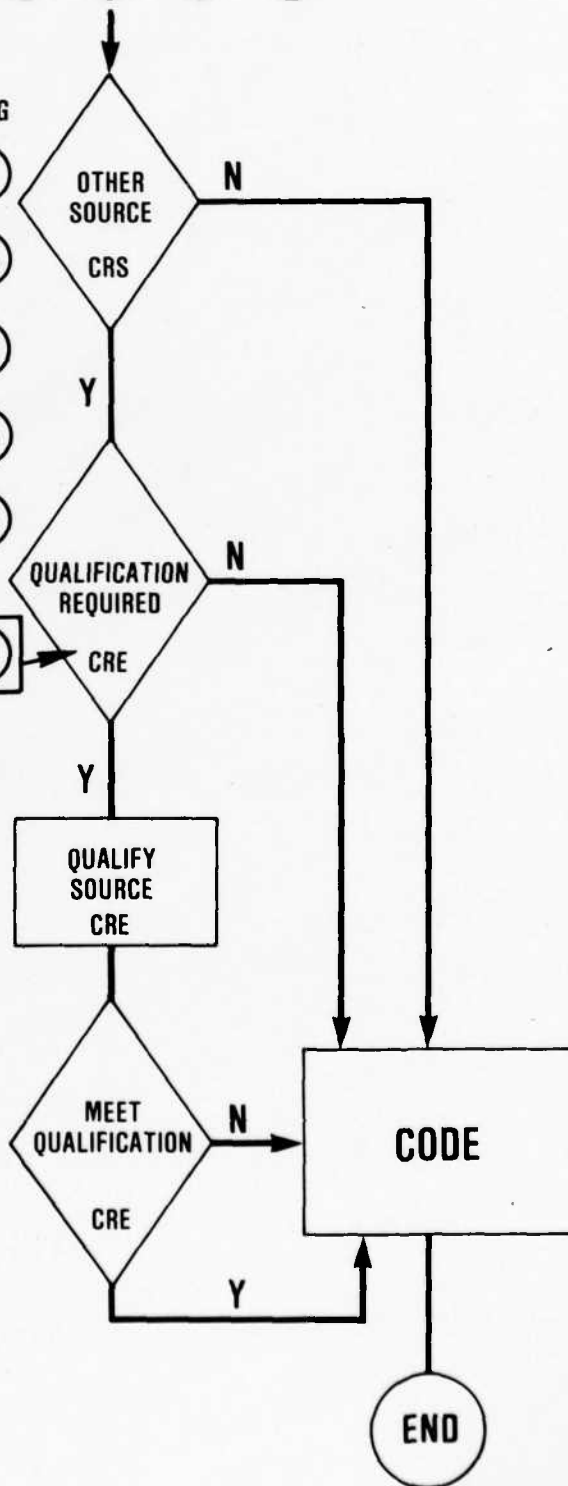 G
OTHER
SOURCE
CRS
N
Y
QUALIFICATION
REQUIRED
CRE
N
Y
QUALIFY
SOURCE
CRE
MEET
QUALIFICATION
CRE
N
Y
CODE
END